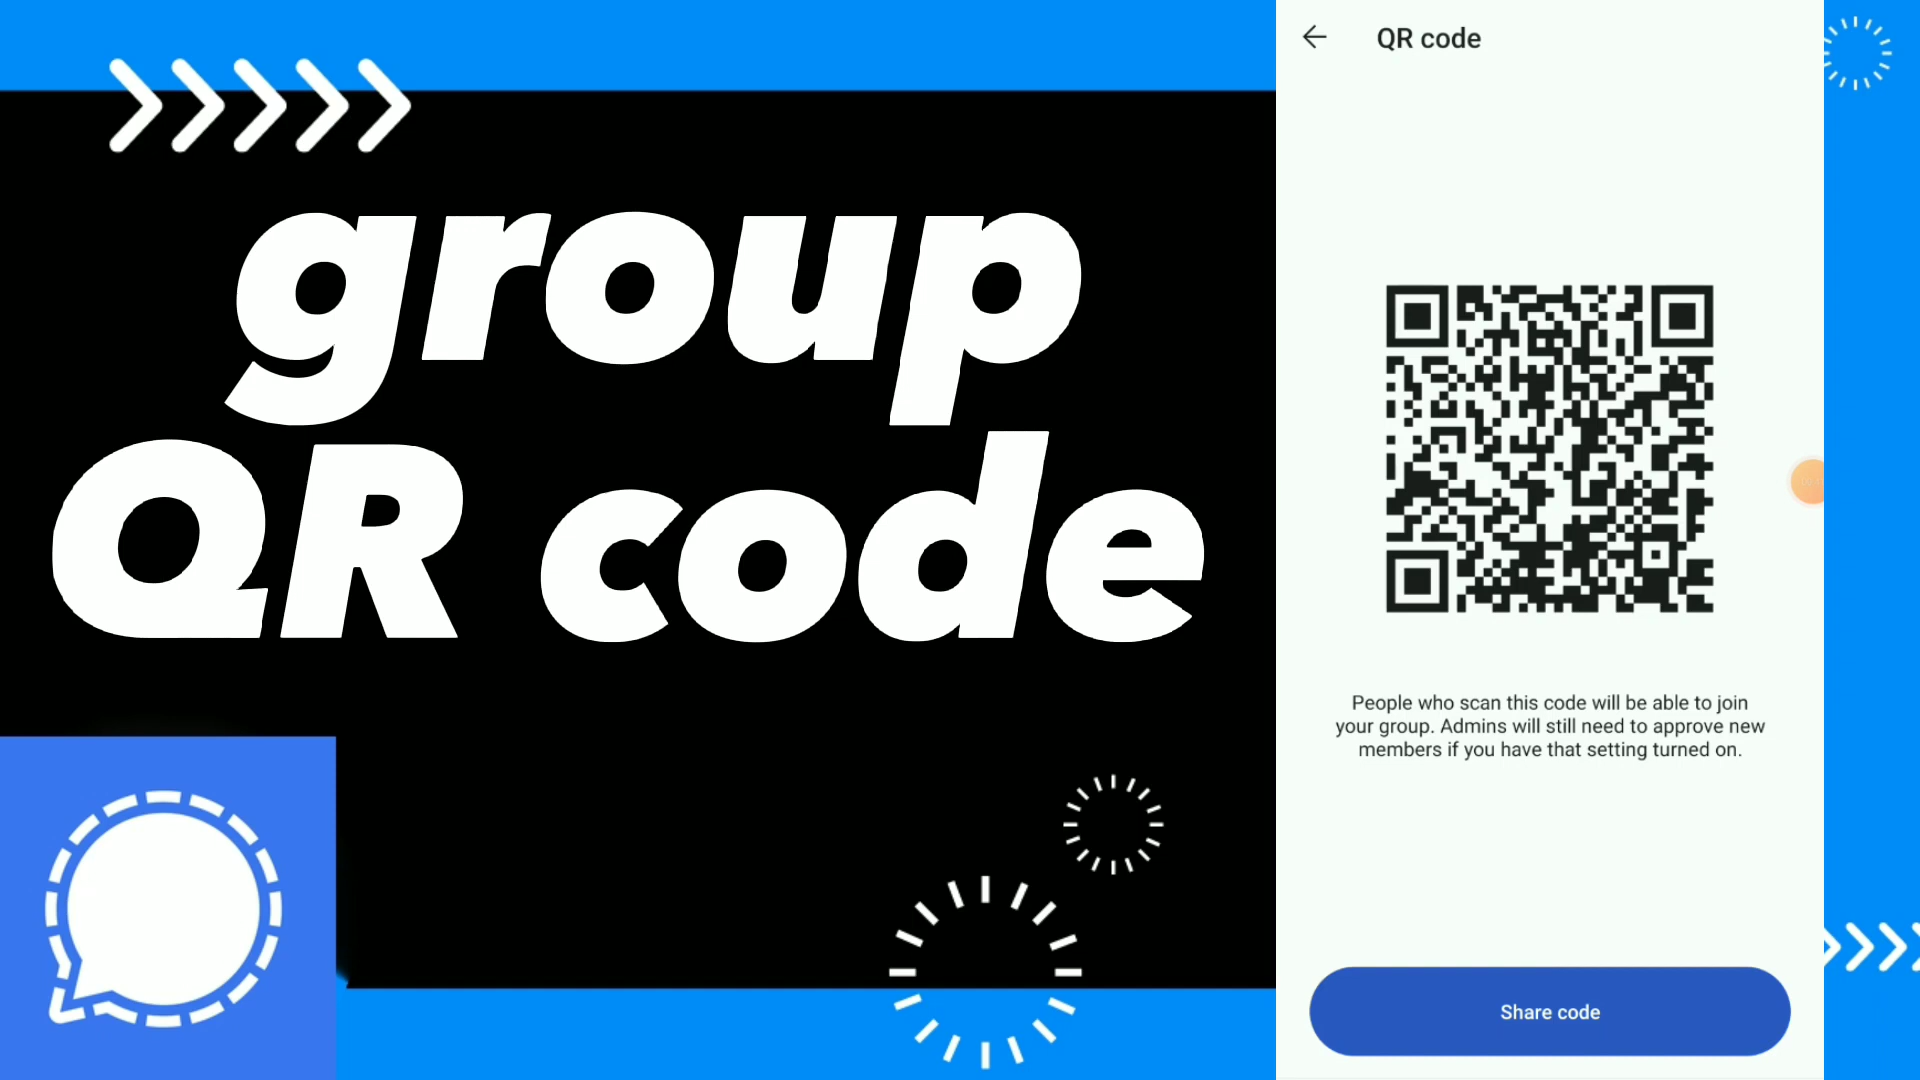 group
QR code
QR code
People who scan this code will be able to join
your group. Admins will still need to approve new
members if you have that setting turned on.
Share code